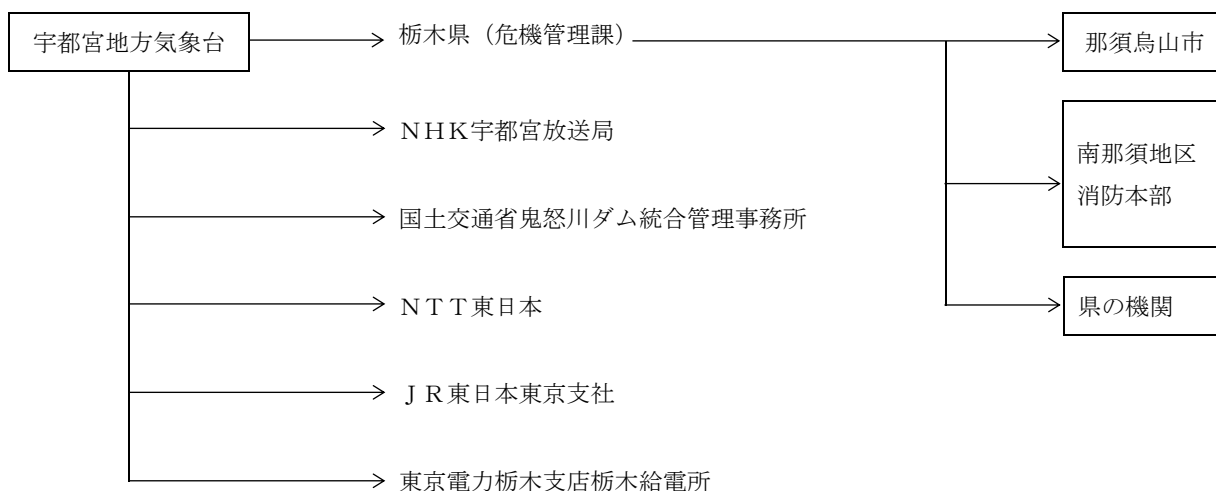 宇都宮地方気象台
栃木県（危機管理課）
那須烏山市
ＮＨＫ宇都宮放送局
南那須地区
消防本部
国土交通省鬼怒川ダム統合管理事務所
ＮＴＴ東日本
県の機関
ＪＲ東日本東京支社
東京電力栃木支店栃木給電所